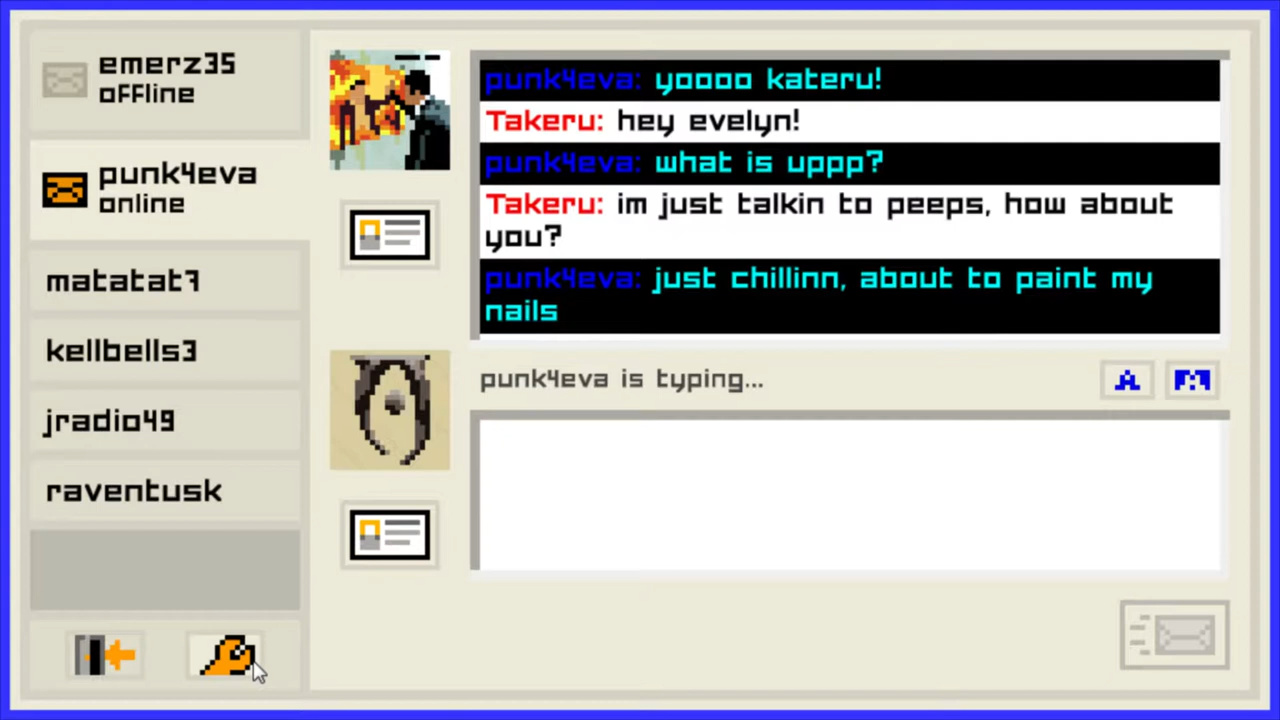 emerz35
offline
punk4eva
online
matatat7
kellbells3
jradio49
raventusk
punk4eva: yoooo kateru!
Takeru: hey evelyn!
punk4eva: what is uppp?
Takeru: im just talkin to peeps, how about
you?
punk4eva: just chillinn, about to paint my
nails
punk4eva is typing...
A